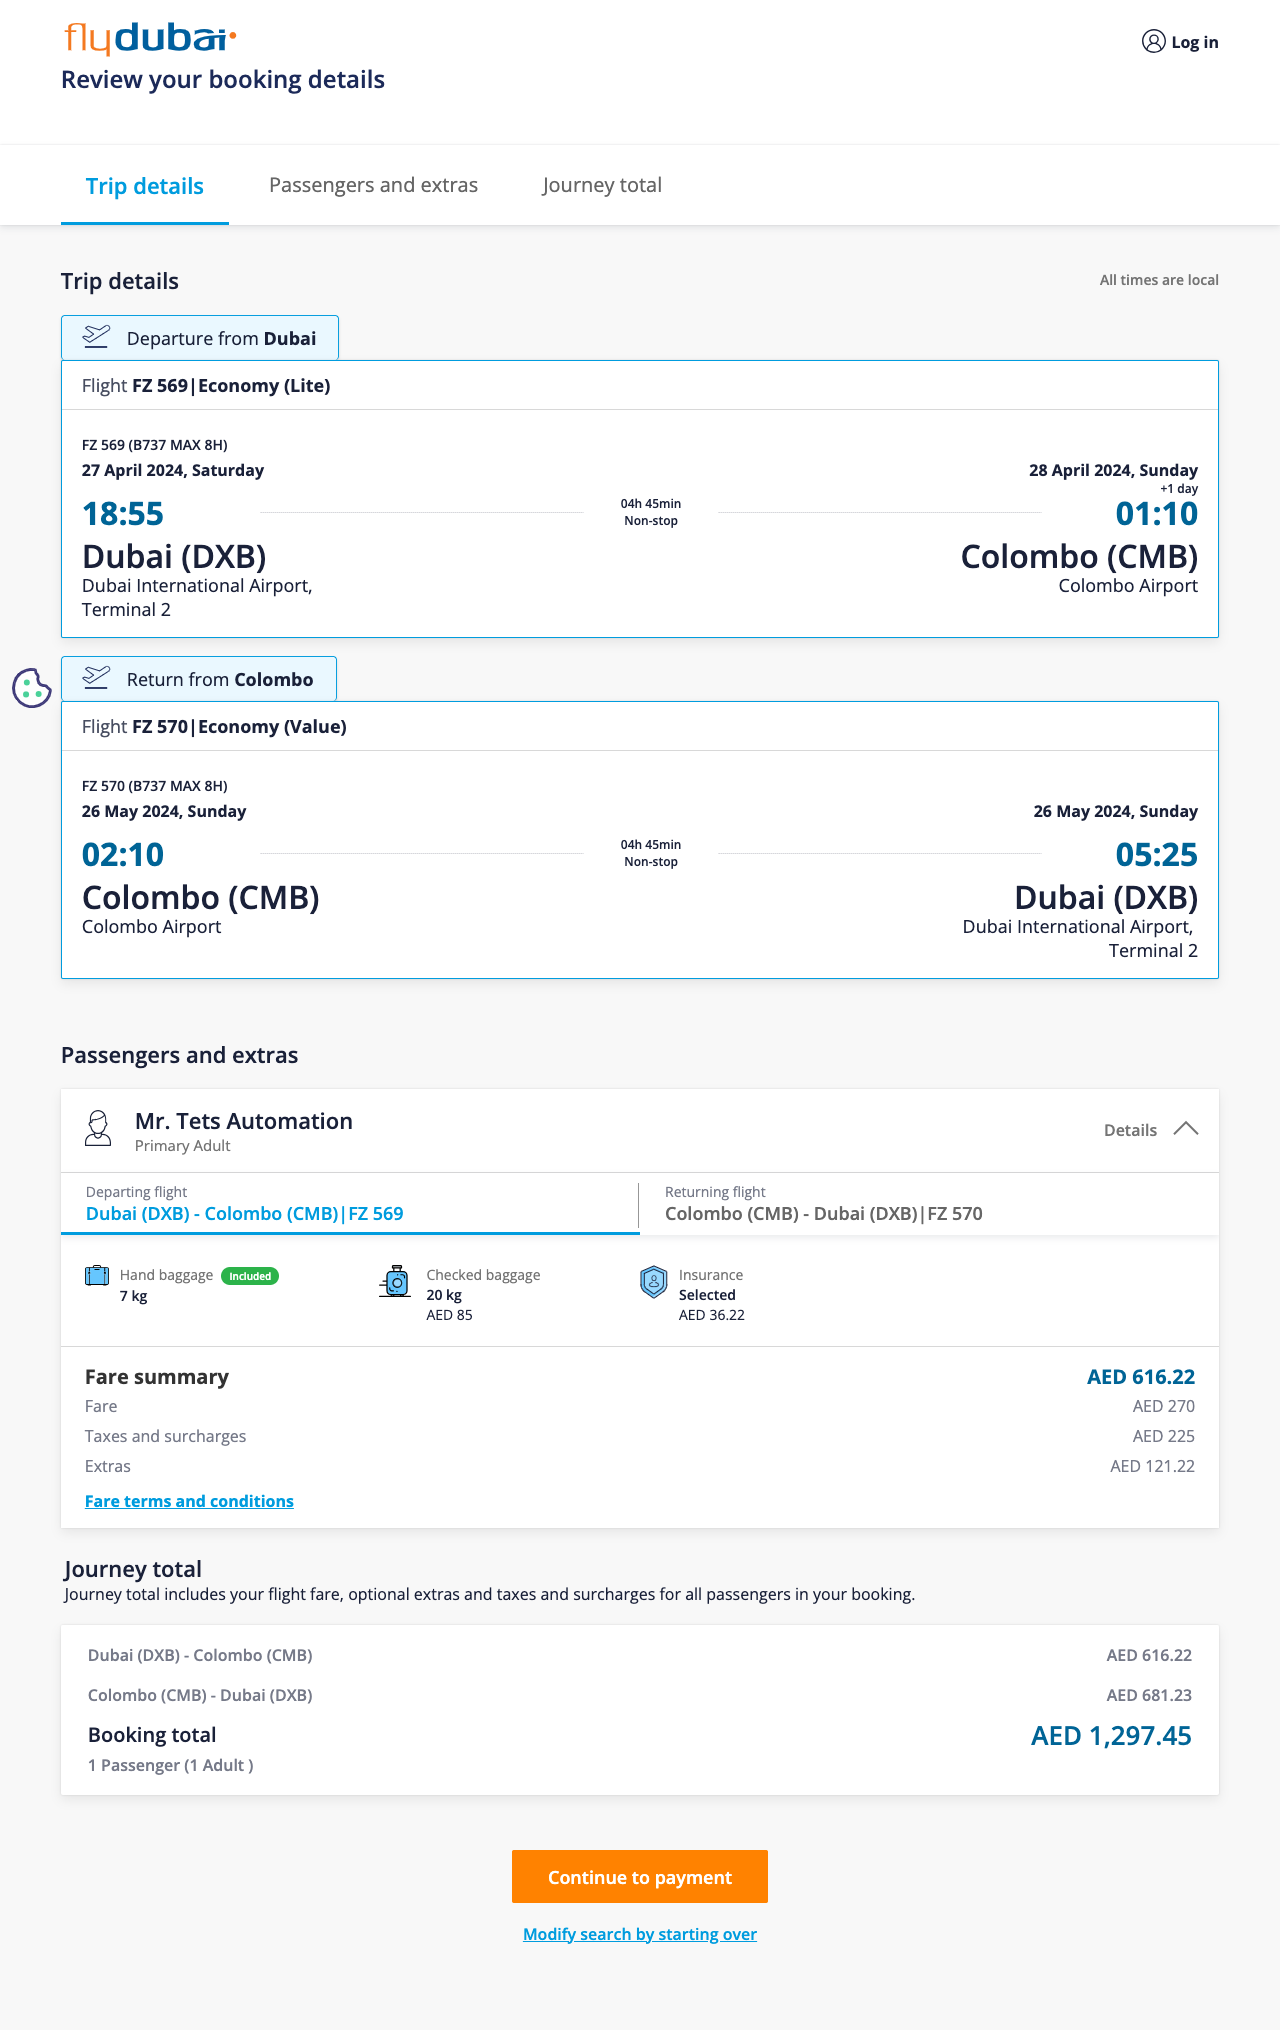 flydubai
Log in
Review your booking details
Trip details
Passengers and extras
Journey total
Trip details
All times are local
Departure from Dubai
Flight FZ 569|Economy (Lite)
FZ 569 (B737 MAX 8H)
27 April 2024, Saturday
28 April 2024, Sunday
+1 day
18:55
04h 45min
Non-stop
01:10
Dubai (DXB)
Colombo (CMB)
Dubai International Airport,
Terminal 2
Colombo Airport
Return from Colombo
Flight FZ 570|Economy (Value)
FZ 570 (B737 MAX 8H)
26 May 2024, Sunday
26 May 2024, Sunday
02:10
04h 45min
Non-stop
05:25
Colombo (CMB)
Dubai (DXB)
Colombo Airport
Dubai International Airport,
Terminal 2
Passengers and extras
Mr. Tets Automation
Primary Adult
Details
Departing flight
Dubai (DXB) - Colombo (CMB)|FZ 569
Returning flight
Colombo (CMB) - Dubai (DXB)|FZ 570
Hand baggage Included
7 kg
Checked baggage
20 kg
AED 85
Insurance
Selected
AED 36.22
Fare summary
AED 616.22
Fare
AED 270
Taxes and surcharges
AED 225
Extras
AED 121.22
Fare terms and conditions
Journey total
Journey total includes your flight fare, optional extras and taxes and surcharges for all passengers in your booking.
Dubai (DXB) - Colombo (CMB)
AED 616.22
Colombo (CMB) - Dubai (DXB)
AED 681.23
Booking total
AED 1,297.45
1 Passenger (1 Adult )
Continue to payment
Modify search by starting over